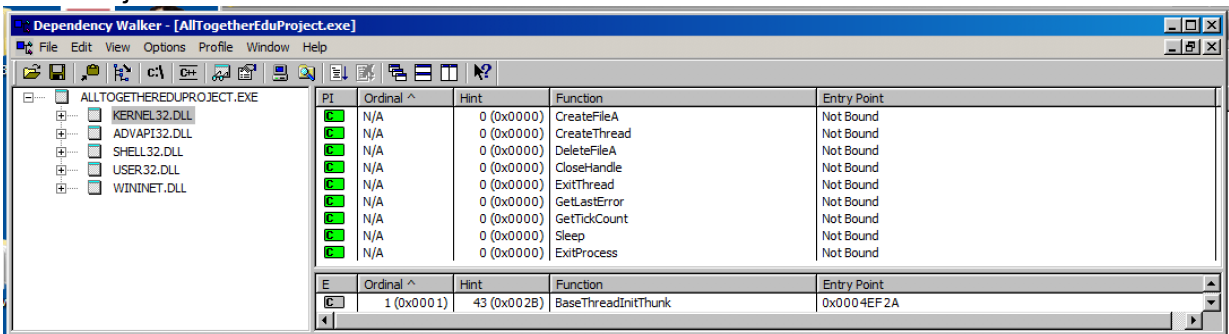 Dependency Walker - [AllTogetherEduProject.exe]
File Edit View Options Profile Window Help
C:\ C++
ALLTOGETHEREDUPROJECT.EXE
KERNEL32.DLL
ADVAPI32.DLL
SHELL32.DLL
USER32.DLL
WININET.DLL
PI Ordinal ^ Hint Function Entry Point
C N/A 0 (0x0000) CreateFileA Not Bound
C N/A 0 (0x0000) CreateThread Not Bound
C N/A 0 (0x0000) DeleteFileA Not Bound
C N/A 0 (0x0000) CloseHandle Not Bound
C N/A 0 (0x0000) ExitThread Not Bound
C N/A 0 (0x0000) GetLastError Not Bound
C N/A 0 (0x0000) GetTickCount Not Bound
C N/A 0 (0x0000) Sleep Not Bound
C N/A 0 (0x0000) ExitProcess Not Bound
E Ordinal ^ Hint Function Entry Point
C 1 (0x0001) 43 (0x002B) BaseThreadInitThunk 0x0004EF2A